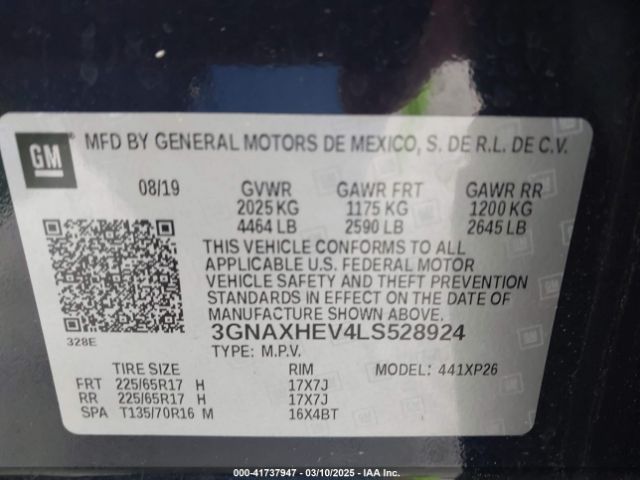 GM
MFD BY GENERAL MOTORS DE MEXICO, S. DE R.L. DE C.V.
08/19 GVWR GAWR FRT GAWR RR
2025 KG 1175 KG 1200 KG
4464 LB 2590 LB 2645 LB
THIS VEHICLE CONFORMS TO ALL
APPLICABLE U.S. FEDERAL MOTOR
VEHICLE SAFETY AND THEFT PREVENTION
STANDARDS IN EFFECT ON THE DATE OF
MANUFACTURE SHOWN ABOVE.
328E
3GNAXHEV4LS528924
TYPE: M.P.V.
TIRE SIZE RIM MODEL: 441XP26
FRT 225/65R17 H 17X7J
RR 225/65R17 H 17X7J
SPA T135/70R16 M 16X4BT
000-41737947 — 03/10/2025 — IAA Inc.